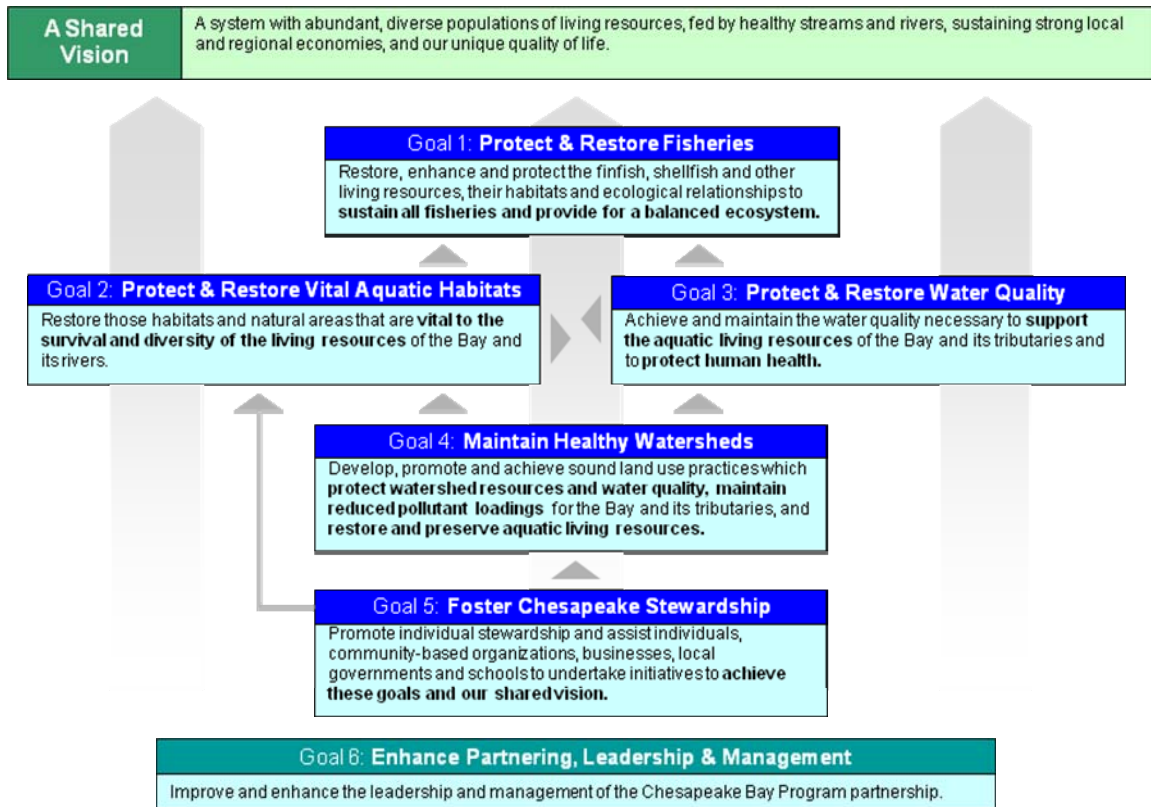 A Shared
Vision
A system with abundant, diverse populations of living resources, fed by healthy streams and rivers, sustaining strong local
and regional economies, and our unique quality of life.
Goal 1: Protect & Restore Fisheries
Restore, enhance and protect the finfish, shellfish and other
living resources, their habitats and ecological relationships to
sustain all fisheries and provide for a balanced ecosystem.
Goal 2: Protect & Restore Vital Aquatic Habitats
Restore those habitats and natural areas that are vital to the
survival and diversity of the living resources of the Bay and
its rivers.
Goal 3: Protect & Restore Water Quality
Achieve and maintain the water quality necessary to support
the aquatic living resources of the Bay and its tributaries and
to protect human health.
Goal 4: Maintain Healthy Watersheds
Develop, promote and achieve sound land use practices which
protect watershed resources and water quality, maintain
reduced pollutant loadings for the Bay and its tributaries, and
restore and preserve aquatic living resources.
Goal 5: Foster Chesapeake Stewardship
Promote individual stewardship and assist individuals,
community-based organizations, businesses, local
governments and schools to undertake initiatives to achieve
these goals and our shared vision.
Goal 6: Enhance Partnering, Leadership & Management
Improve and enhance the leadership and management of the Chesapeake Bay Program partnership.